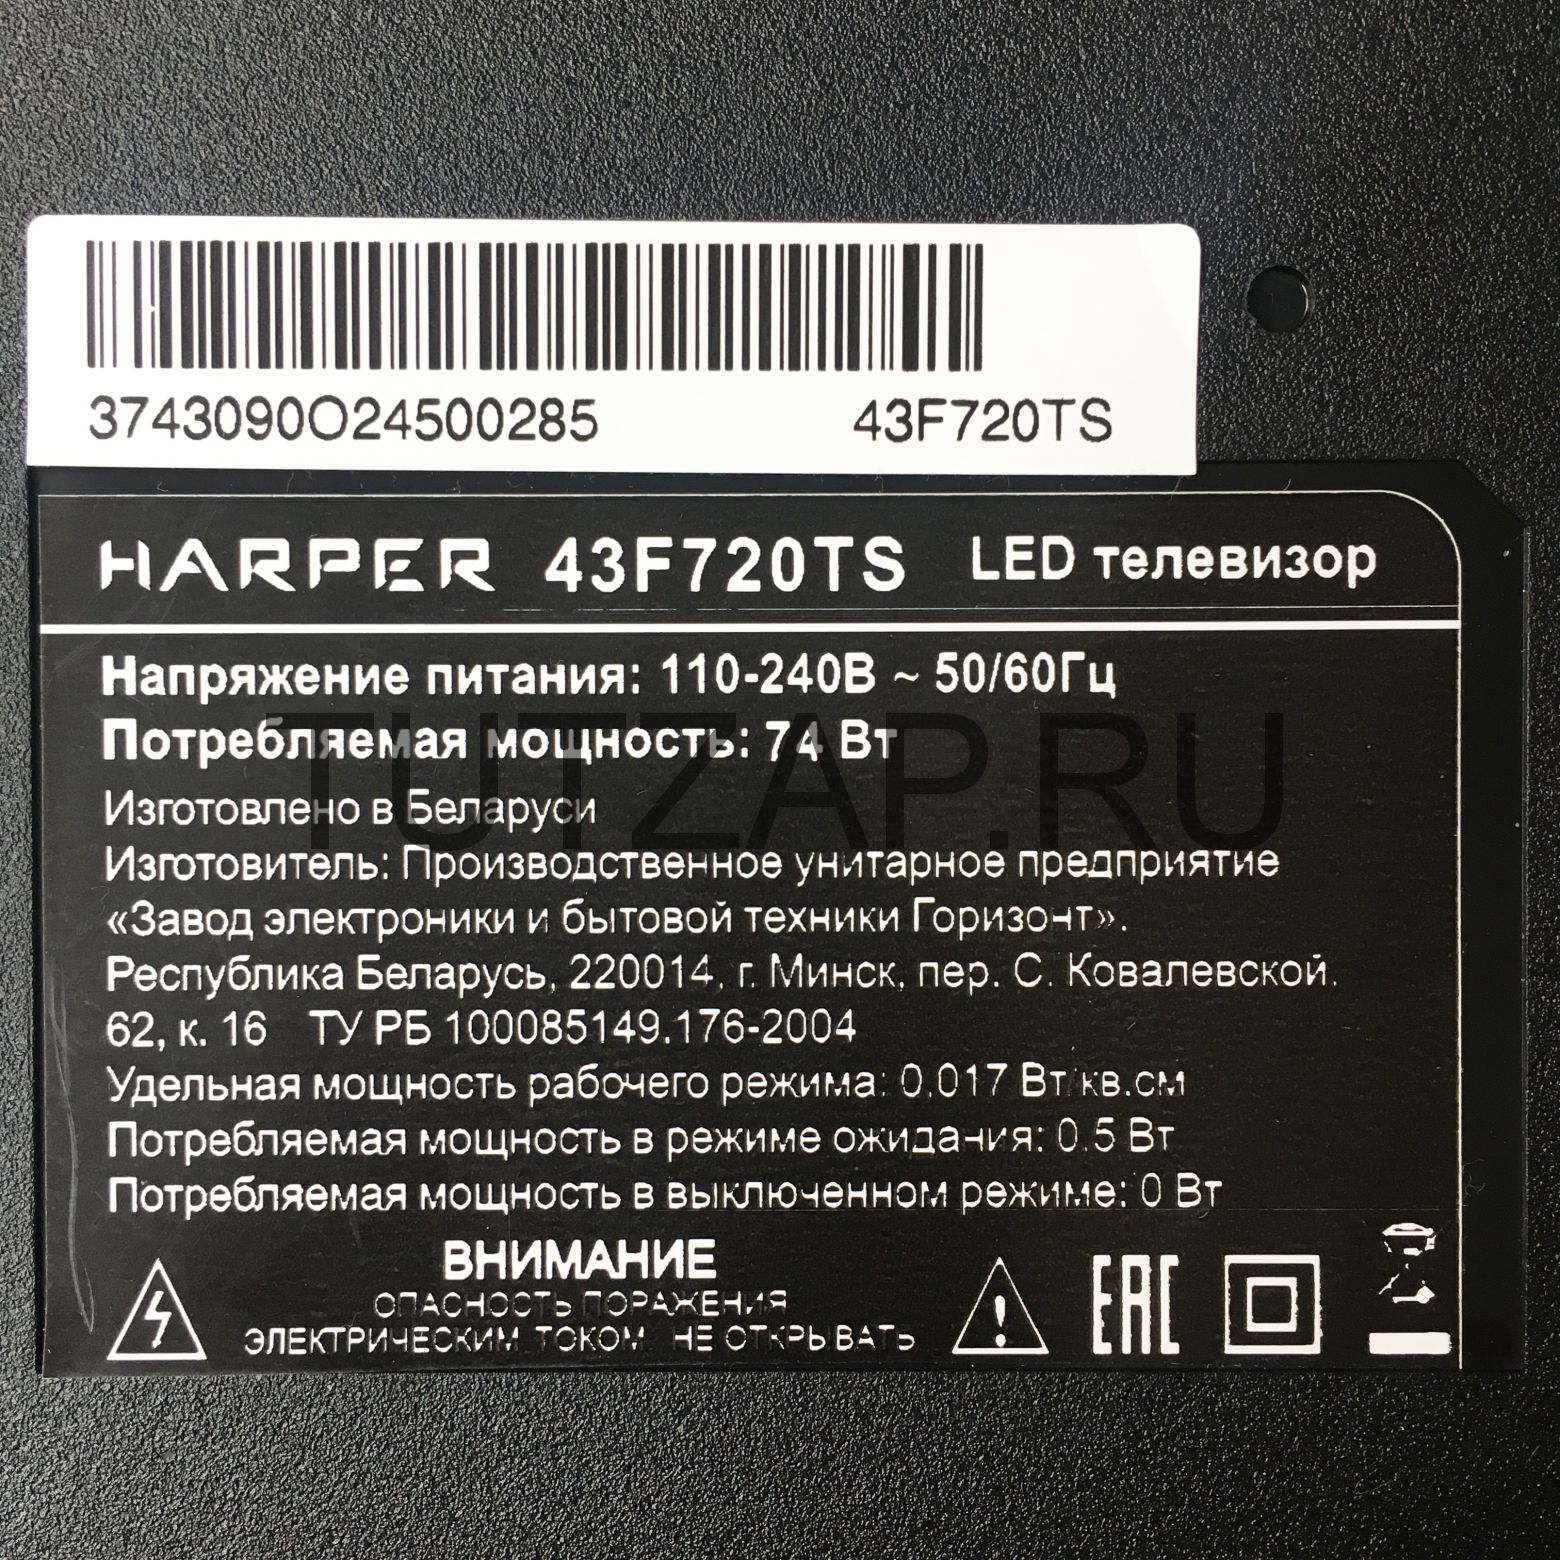 3743090O24500285 43F720TS
HARPER 43F720TS LED телевизор
Напряжение питания: 110-240В ~ 50/60Гц
Потребляемая мощность: 74 Вт
TUTZAP.RU
Изготовлено в Беларуси
Изготовитель: Производственное унитарное предприятие
«Завод электроники и бытовой техники Горизонт».
Республика Беларусь, 220014, г. Минск, пер. С. Ковалевской,
62, к. 16 ТУ РБ 100085149.176-2004
Удельная мощность рабочего режима: 0,017 Вт/кв.см
Потребляемая мощность в режиме ожидания: 0.5 Вт
Потребляемая мощность в выключенном режиме: 0 Вт
ВНИМАНИЕ
ОПАСНОСТЬ ПОРАЖЕНИЯ
ЭЛЕКТРИЧЕСКИМ ТОКОМ НЕ ОТКРЫВАТЬ
EAC